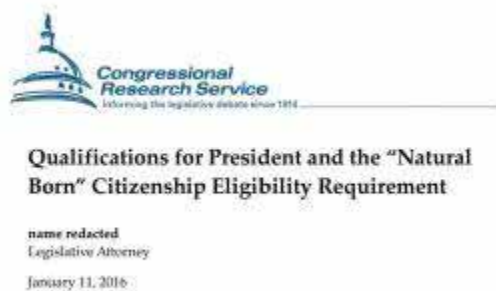 Congressional
Research Service
Informing the legislative debate since 1914
Qualifications for President and the “Natural
Born” Citizenship Eligibility Requirement
name redacted
Legislative Attorney
January 11, 2016